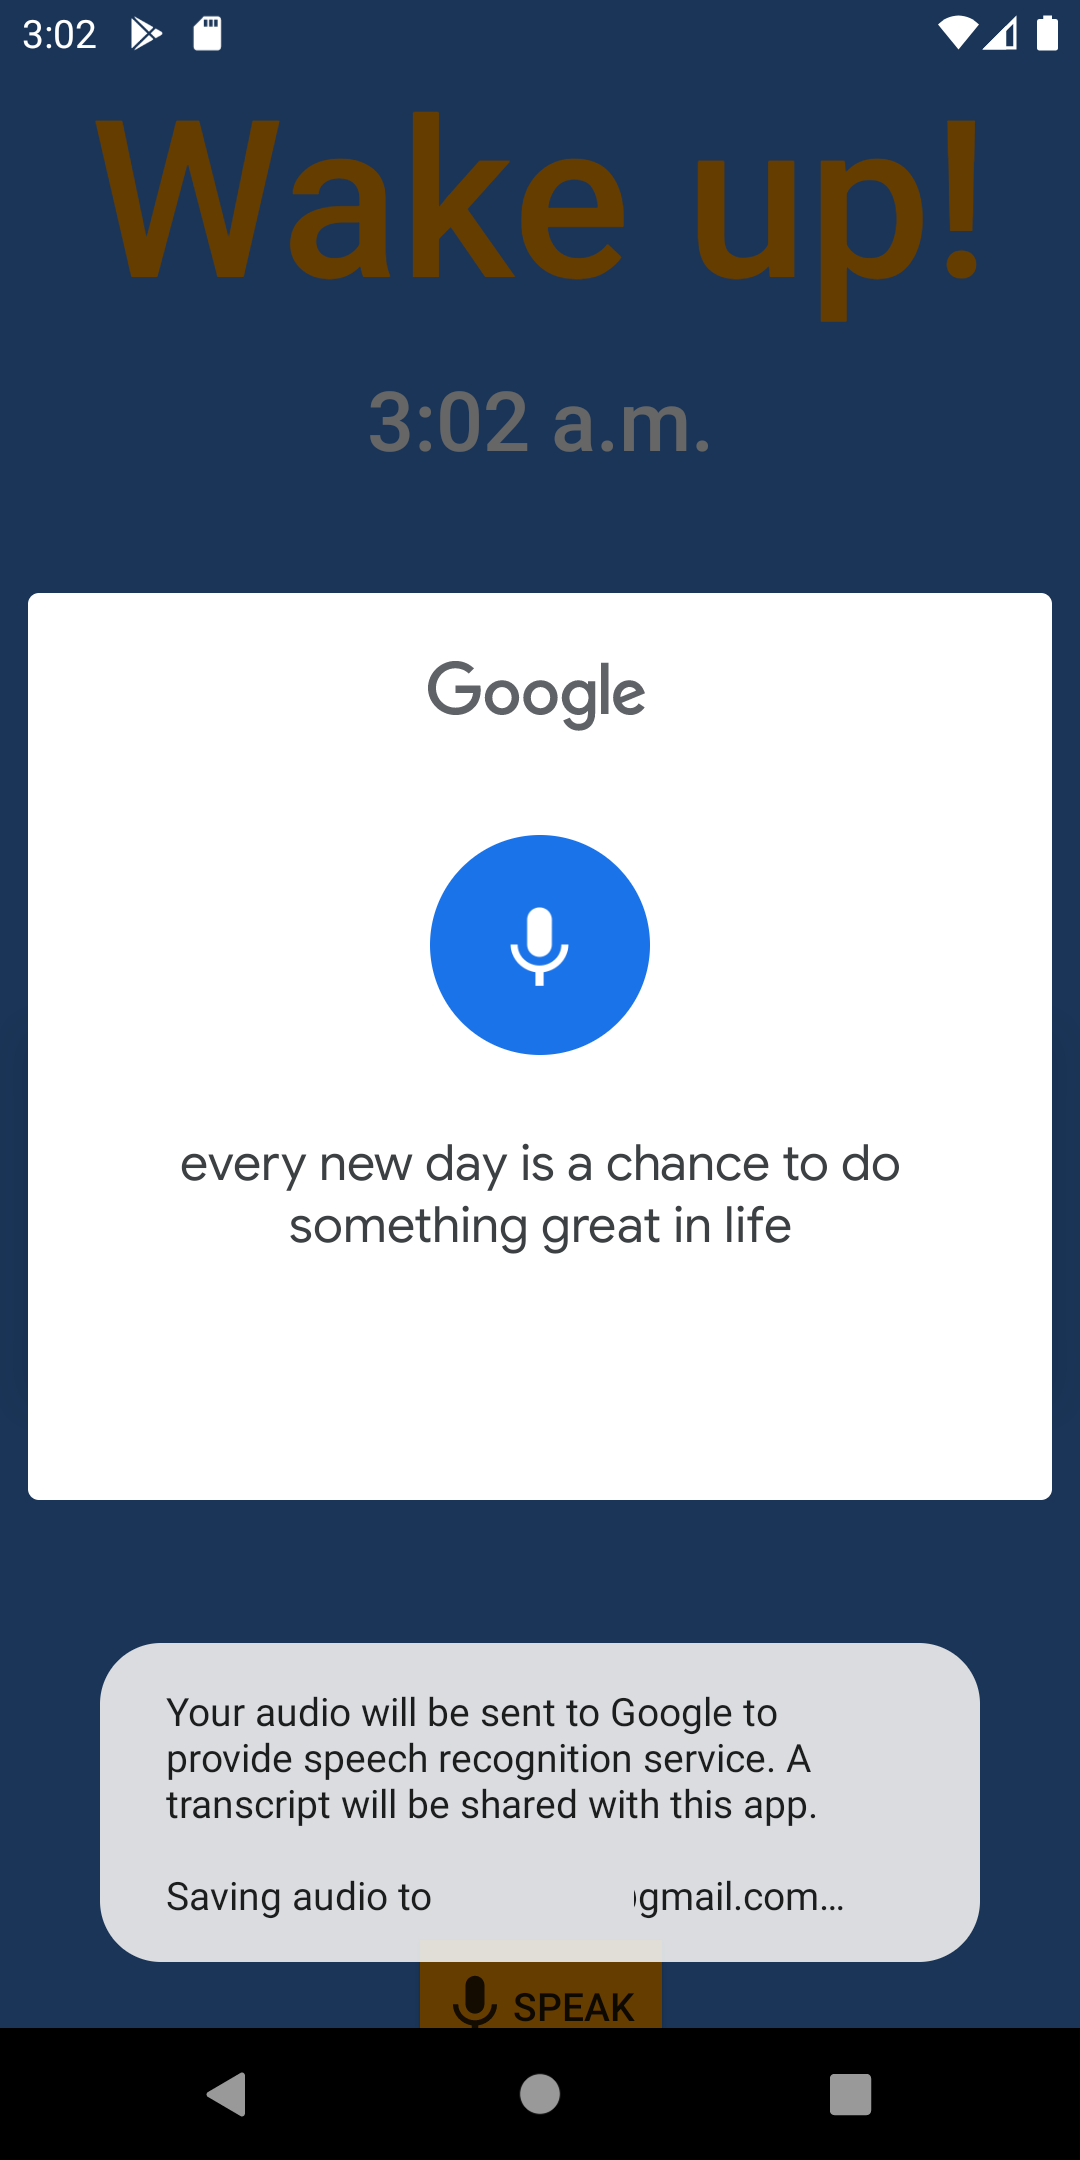 3:02
Wake up!
3:02 a.m.
Google
every new day is a chance to do
something great in life
Your audio will be sent to Google to
provide speech recognition service. A
transcript will be shared with this app.
Saving audio to gmail.com…
SPEAK